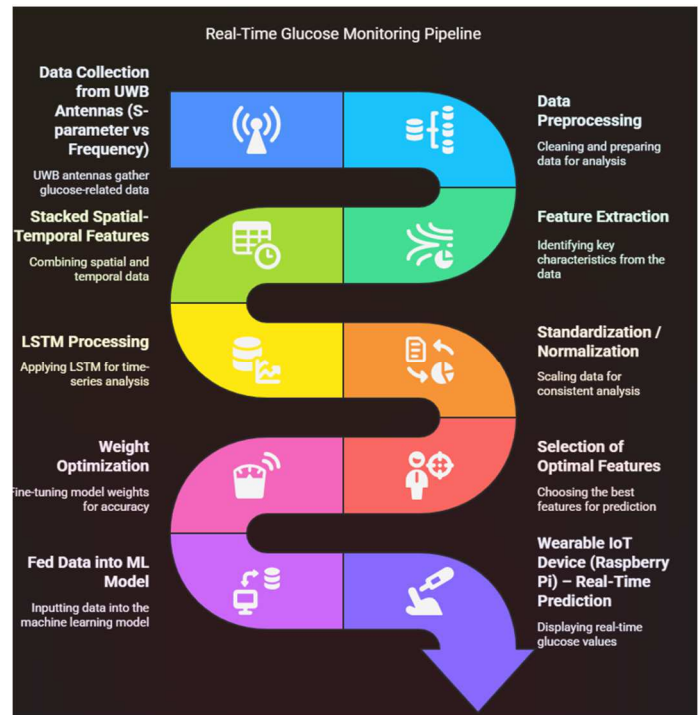 Real-Time Glucose Monitoring Pipeline
Data Collection
from UWB
Antennas (S-
parameter vs
Frequency)
UWB antennas gather
glucose-related data
Data
Preprocessing
Cleaning and preparing
data for analysis
Feature Extraction
Identifying key
characteristics from the
data
Stacked Spatial-
Temporal Features
Combining spatial and
temporal data
LSTM Processing
Applying LSTM for time-
series analysis
Standardization /
Normalization
Scaling data for
consistent analysis
Selection of
Optimal Features
Choosing the best
features for prediction
Weight
Optimization
Fine-tuning model weights
for accuracy
Fed Data into ML
Model
Inputting data into the
machine learning model
Wearable IoT
Device (Raspberry
Pi) – Real-Time
Prediction
Displaying real-time
glucose values